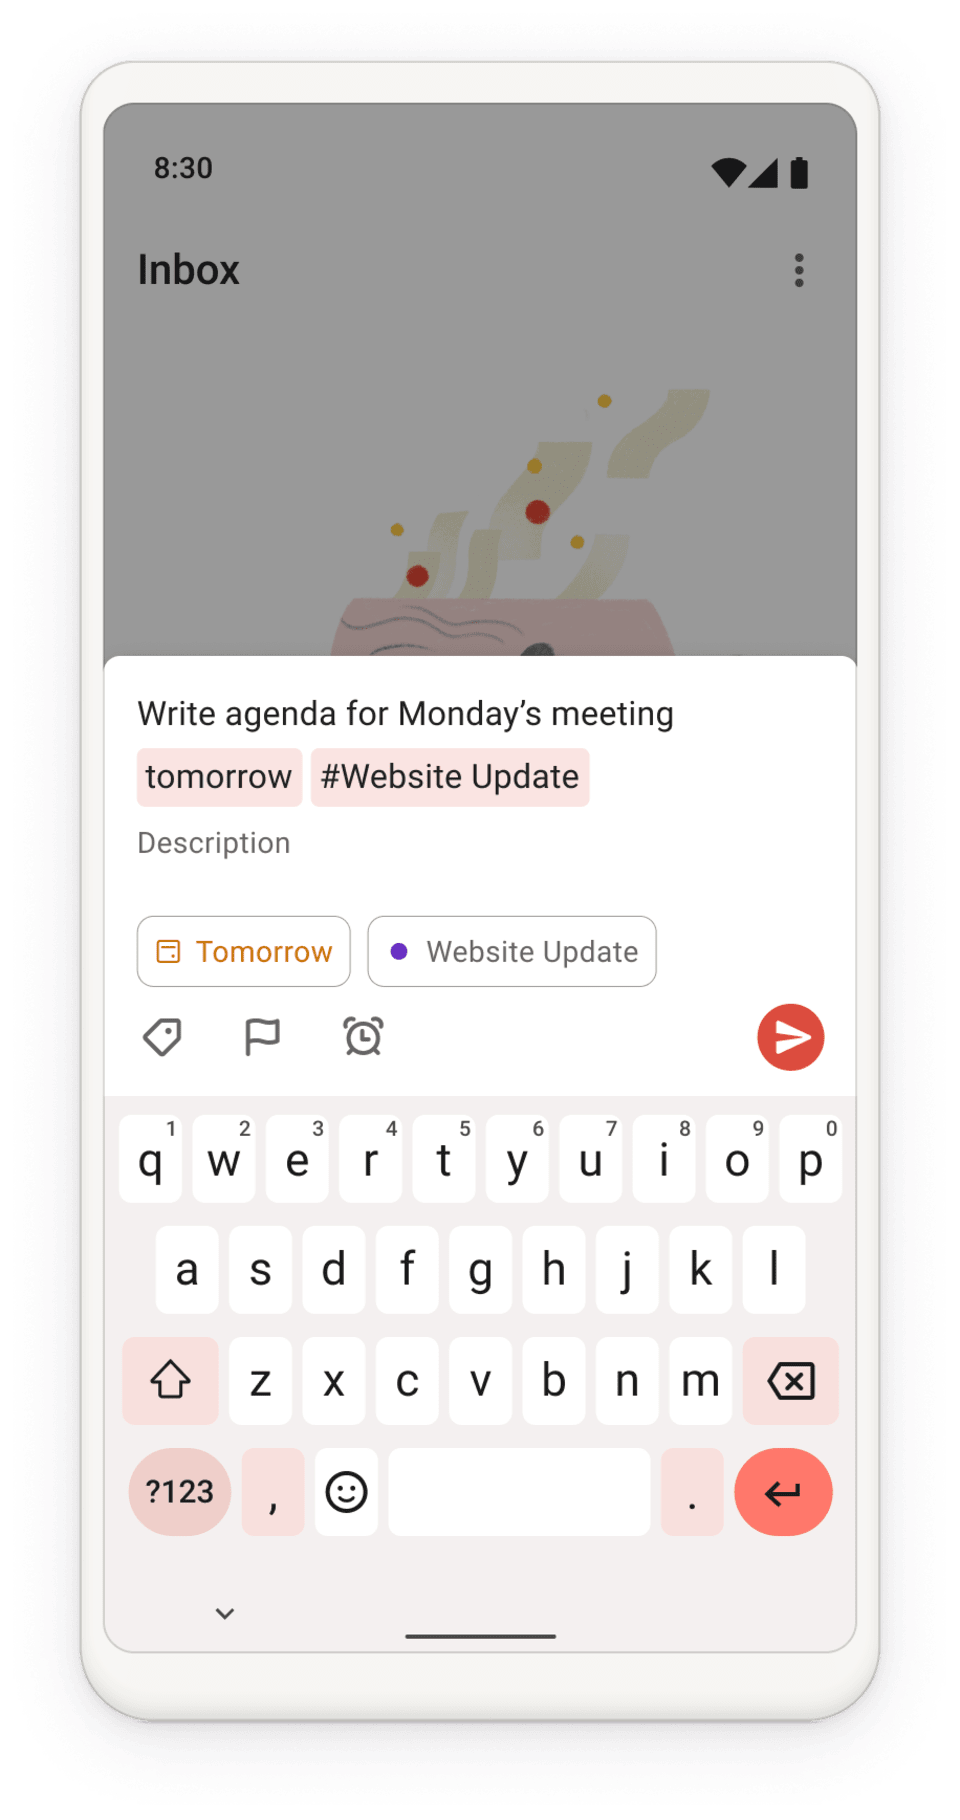 8:30
Inbox
Write agenda for Monday’s meeting
tomorrow #Website Update
Description
Tomorrow Website Update
1 2 3 4 5 6 7 8 9 0
q w e r t y u i o p
a s d f g h j k l
z x c v b n m
?123 , .